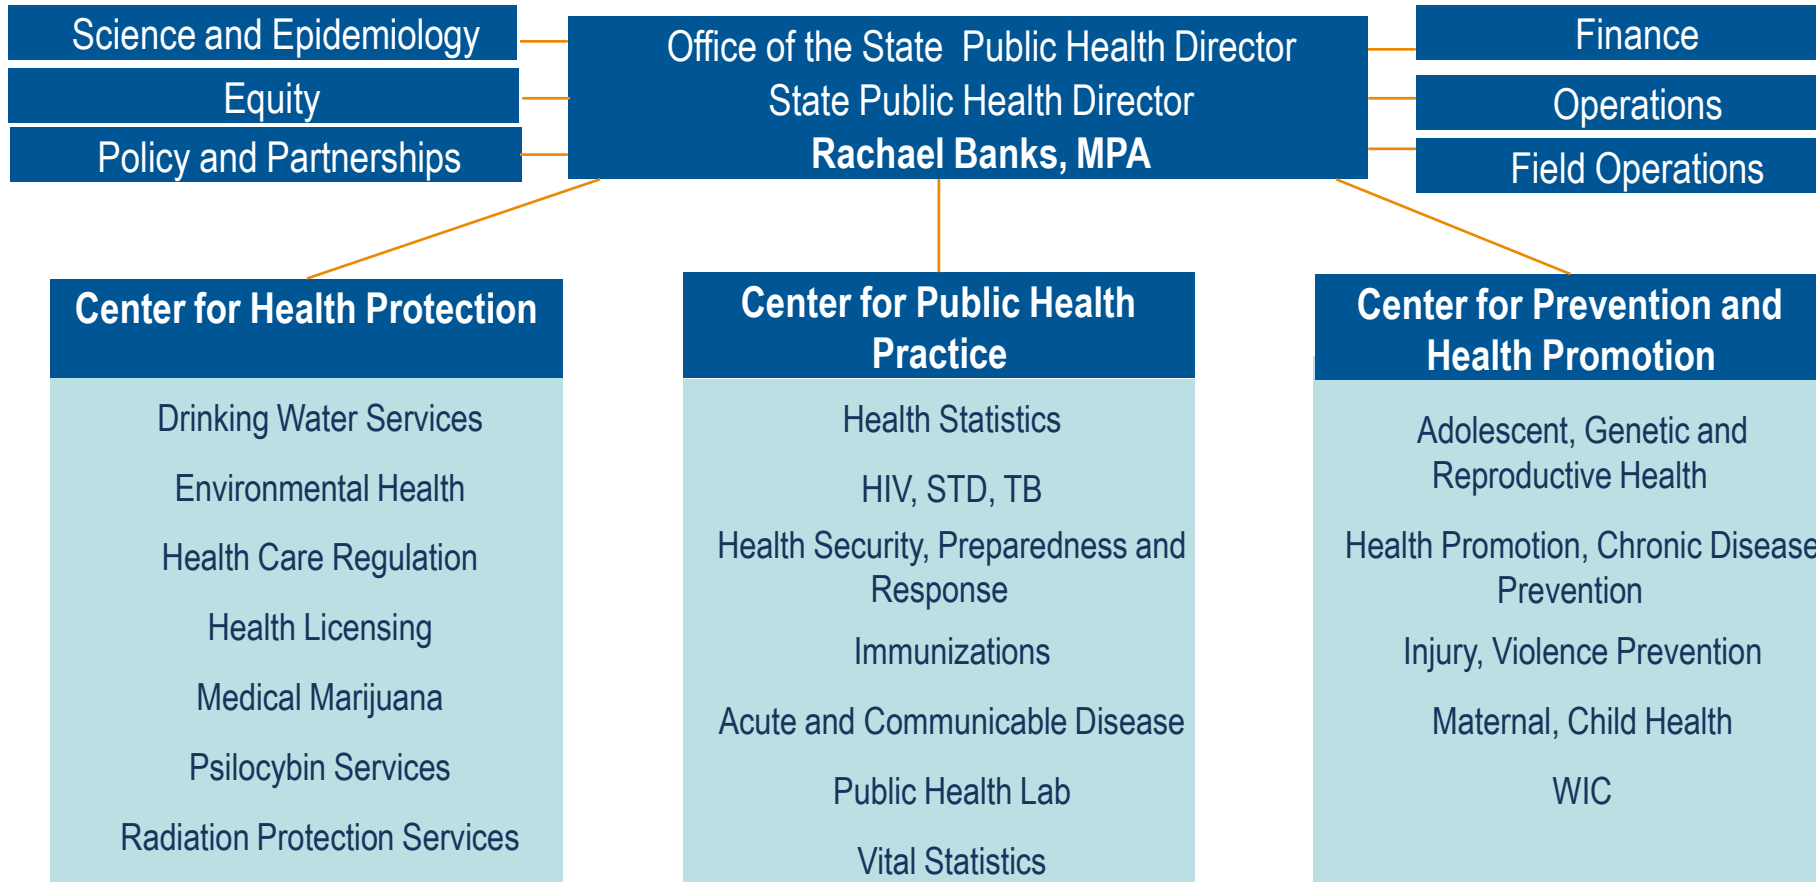 Science and Epidemiology
Equity
Policy and Partnerships
Office of the State Public Health Director
State Public Health Director
Rachael Banks, MPA
Finance
Operations
Field Operations
Center for Health Protection
Drinking Water Services
Environmental Health
Health Care Regulation
Health Licensing
Medical Marijuana
Psilocybin Services
Radiation Protection Services
Center for Public Health
Practice
Health Statistics
HIV, STD, TB
Health Security, Preparedness and
Response
Immunizations
Acute and Communicable Disease
Public Health Lab
Vital Statistics
Center for Prevention and
Health Promotion
Adolescent, Genetic and
Reproductive Health
Health Promotion, Chronic Disease
Prevention
Injury, Violence Prevention
Maternal, Child Health
WIC